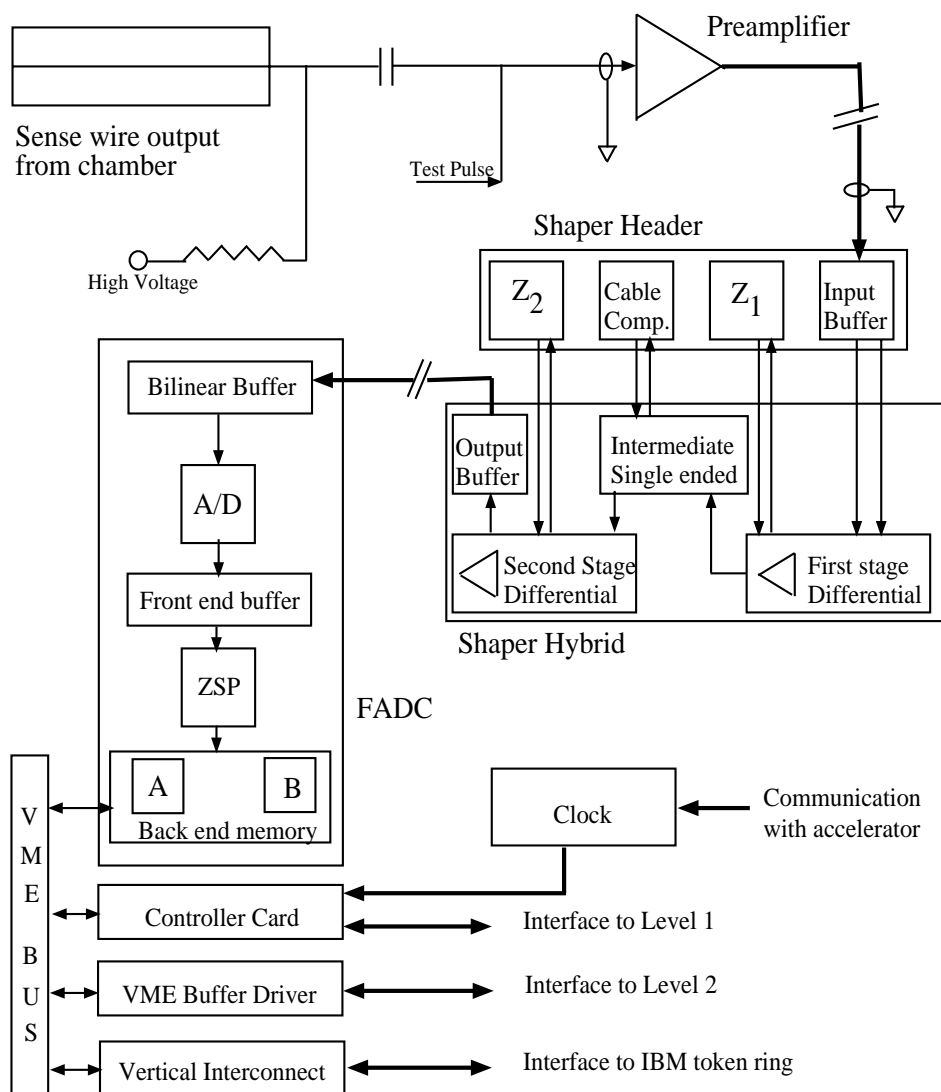 Preamplifier
Sense wire output
from chamber
Test Pulse
High Voltage
Shaper Header
Z2
Cable
Comp.
Z1
Input
Buffer
Bilinear Buffer
Output
Buffer
Intermediate
Single ended
A/D
Second Stage
Differential
First stage
Differential
Front end buffer
Shaper Hybrid
ZSP
FADC
A
B
Back end memory
VME BUS
Clock
Communication
with accelerator
Controller Card
Interface to Level 1
VME Buffer Driver
Interface to Level 2
Vertical Interconnect
Interface to IBM token ring